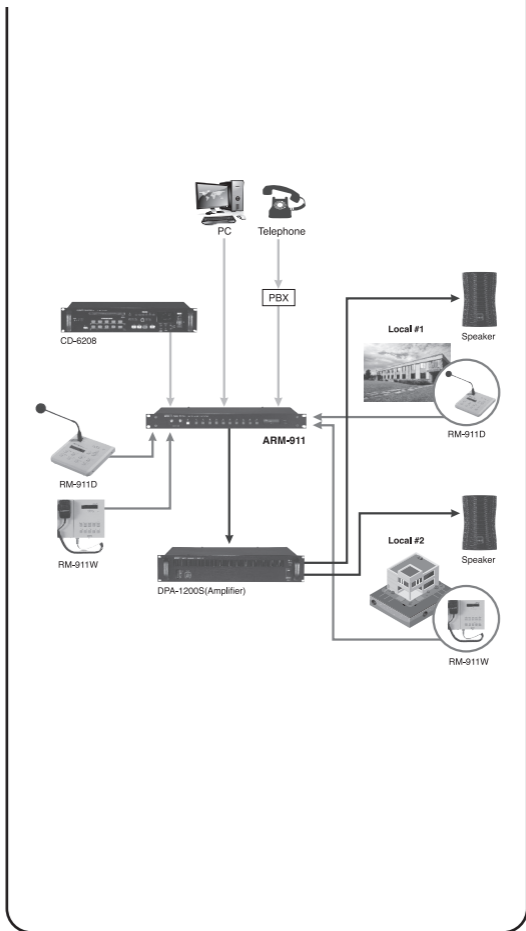 PC
Telephone
PBX
CD-6208
Local #1
Speaker
ARM-911
RM-911D
RM-911D
RM-911W
Local #2
Speaker
DPA-1200S(Amplifier)
RM-911W